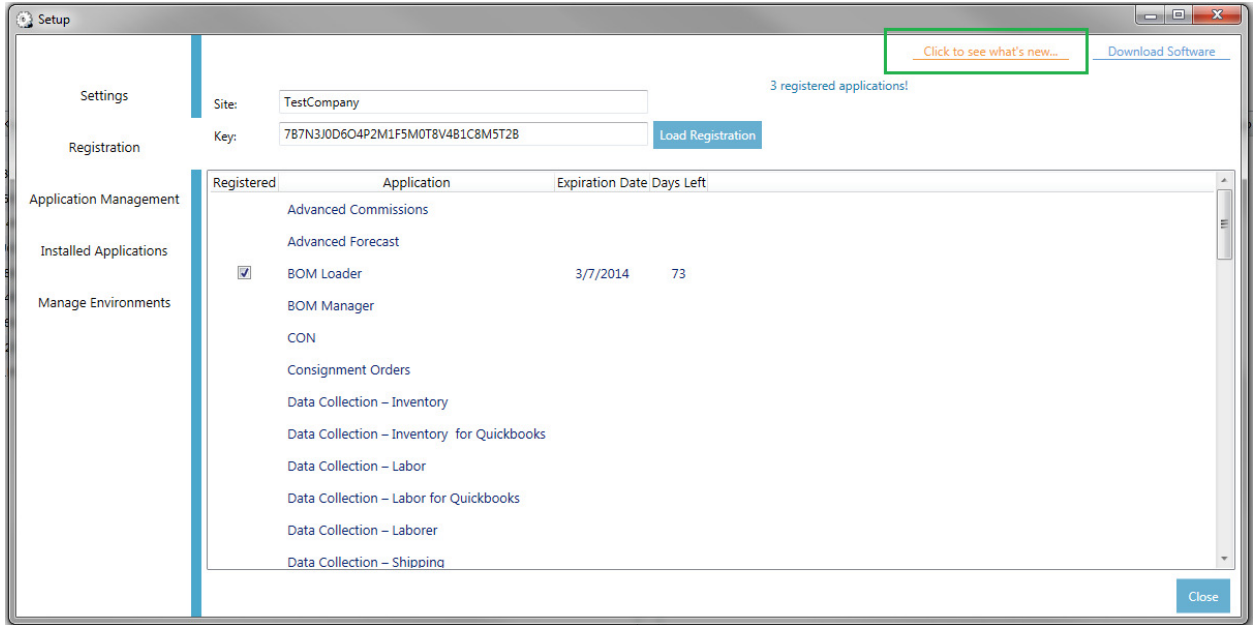 Setup
Click to see what's new...
Download Software
3 registered applications!
Settings
Registration
Application Management
Installed Applications
Manage Environments
Site: TestCompany
Key: 7B7N3J0D6O4P2M1F5M0T8V4B1C8M5T2B Load Registration
Registered Application Expiration Date Days Left
Advanced Commissions
Advanced Forecast
BOM Loader 3/7/2014 73
BOM Manager
CON
Consignment Orders
Data Collection – Inventory
Data Collection – Inventory for Quickbooks
Data Collection – Labor
Data Collection – Labor for Quickbooks
Data Collection – Laborer
Data Collection – Shipping
Close